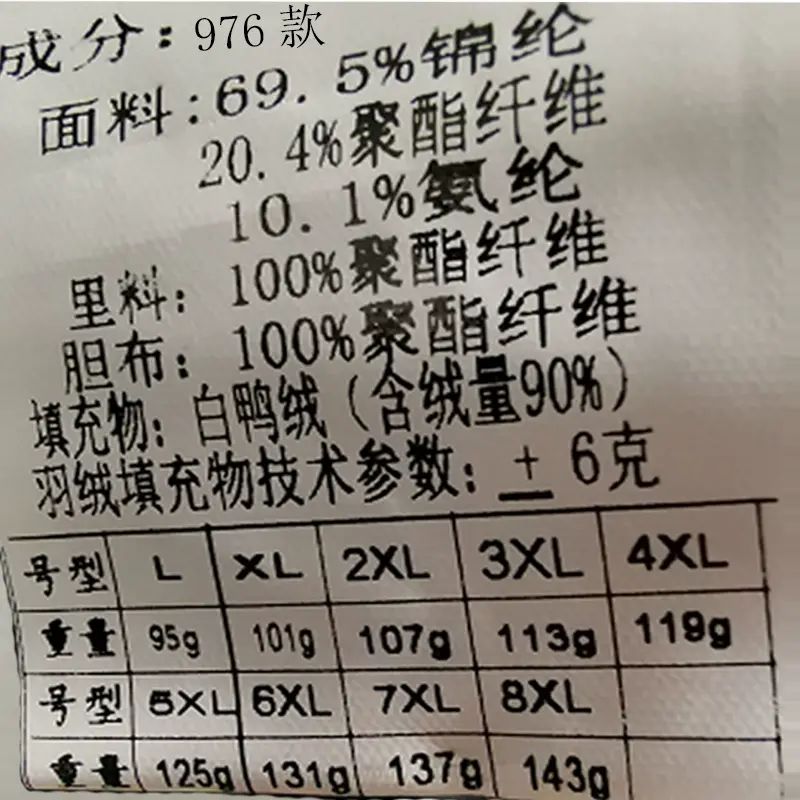 成分：976款
面料：69.5%锦纶
20.4%聚酯纤维
10.1%氨纶
里料：100%聚酯纤维
胆布：100%聚酯纤维
填充物：白鸭绒（含绒量90%）
羽绒填充物技术参数：±6克
号型 L XL 2XL 3XL 4XL
重量 95g 101g 107g 113g 119g
号型 5XL 6XL 7XL 8XL
重量 125g 131g 137g 143g